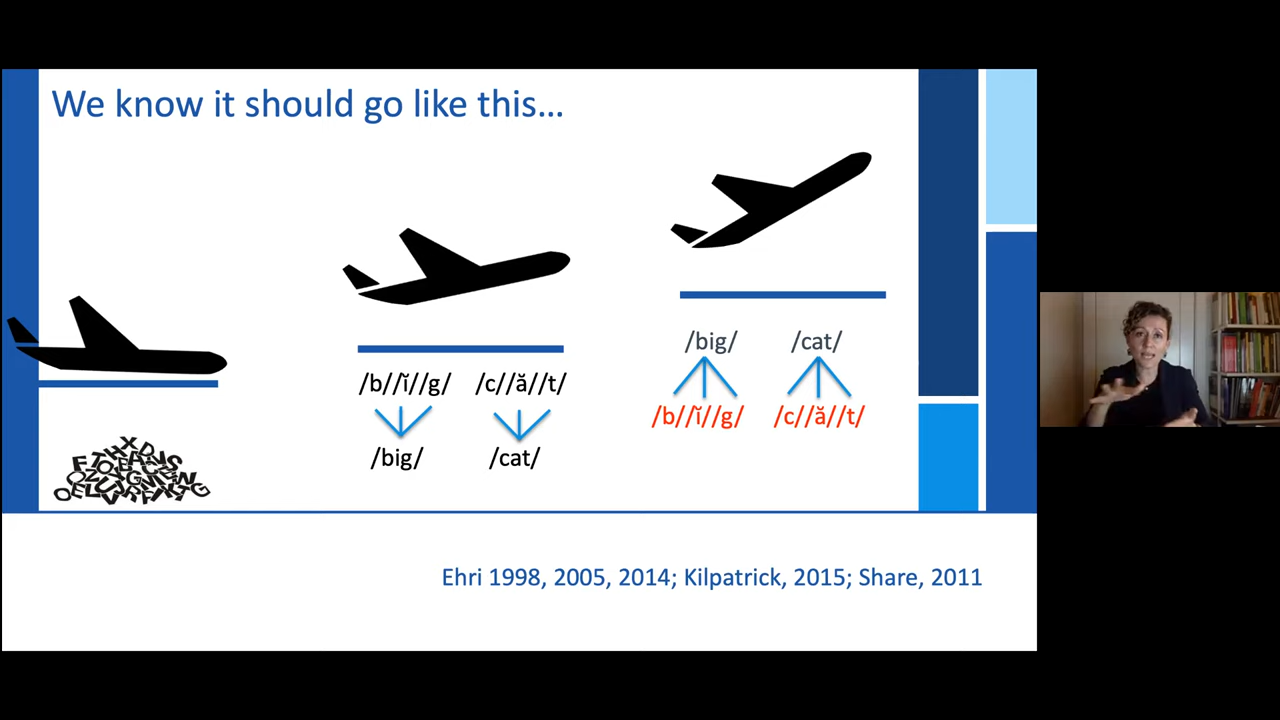 We know it should go like this...
/big/ /cat/
/b//ĭ//g/ /c//ă//t/
/b//ĭ//g/ /c//ă//t/
/big/ /cat/
Ehri 1998, 2005, 2014; Kilpatrick, 2015; Share, 2011